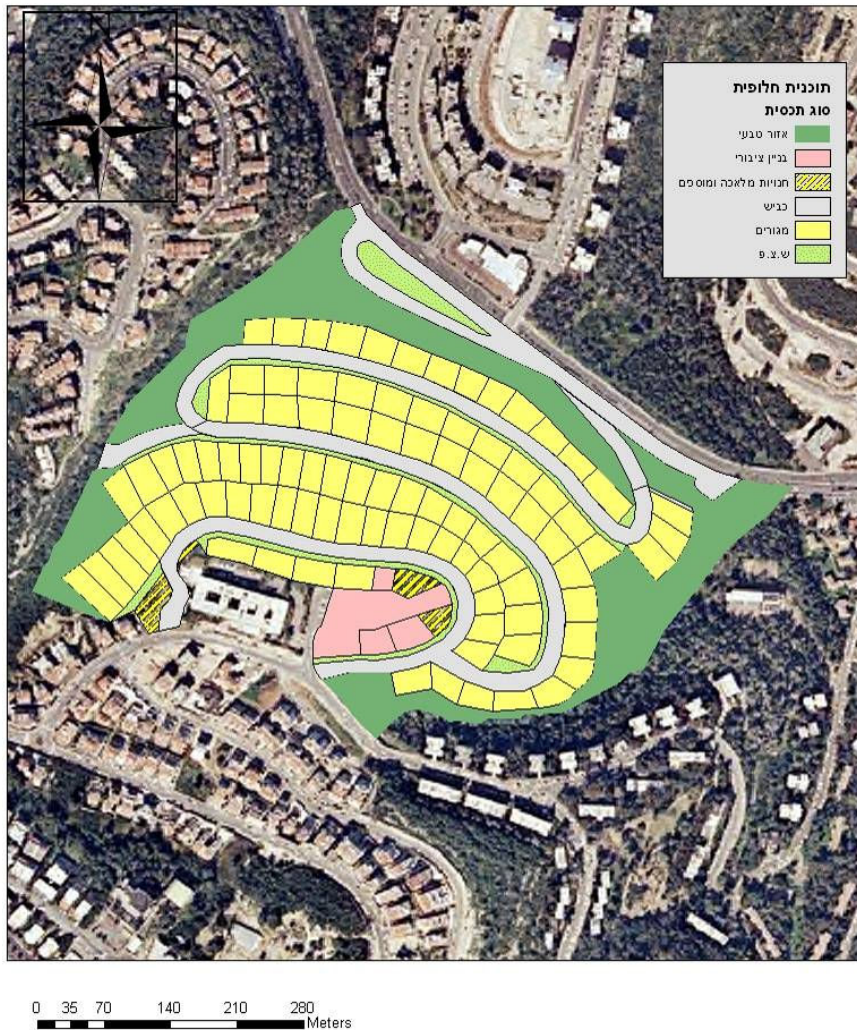 תוכנית חלופית
סוג תכסית
אזור טבעי
בניין ציבורי
חנויות מלאכה ומוסכים
כביש
מגורים
ש.צ.פ
0 35 70 140 210 280
Meters